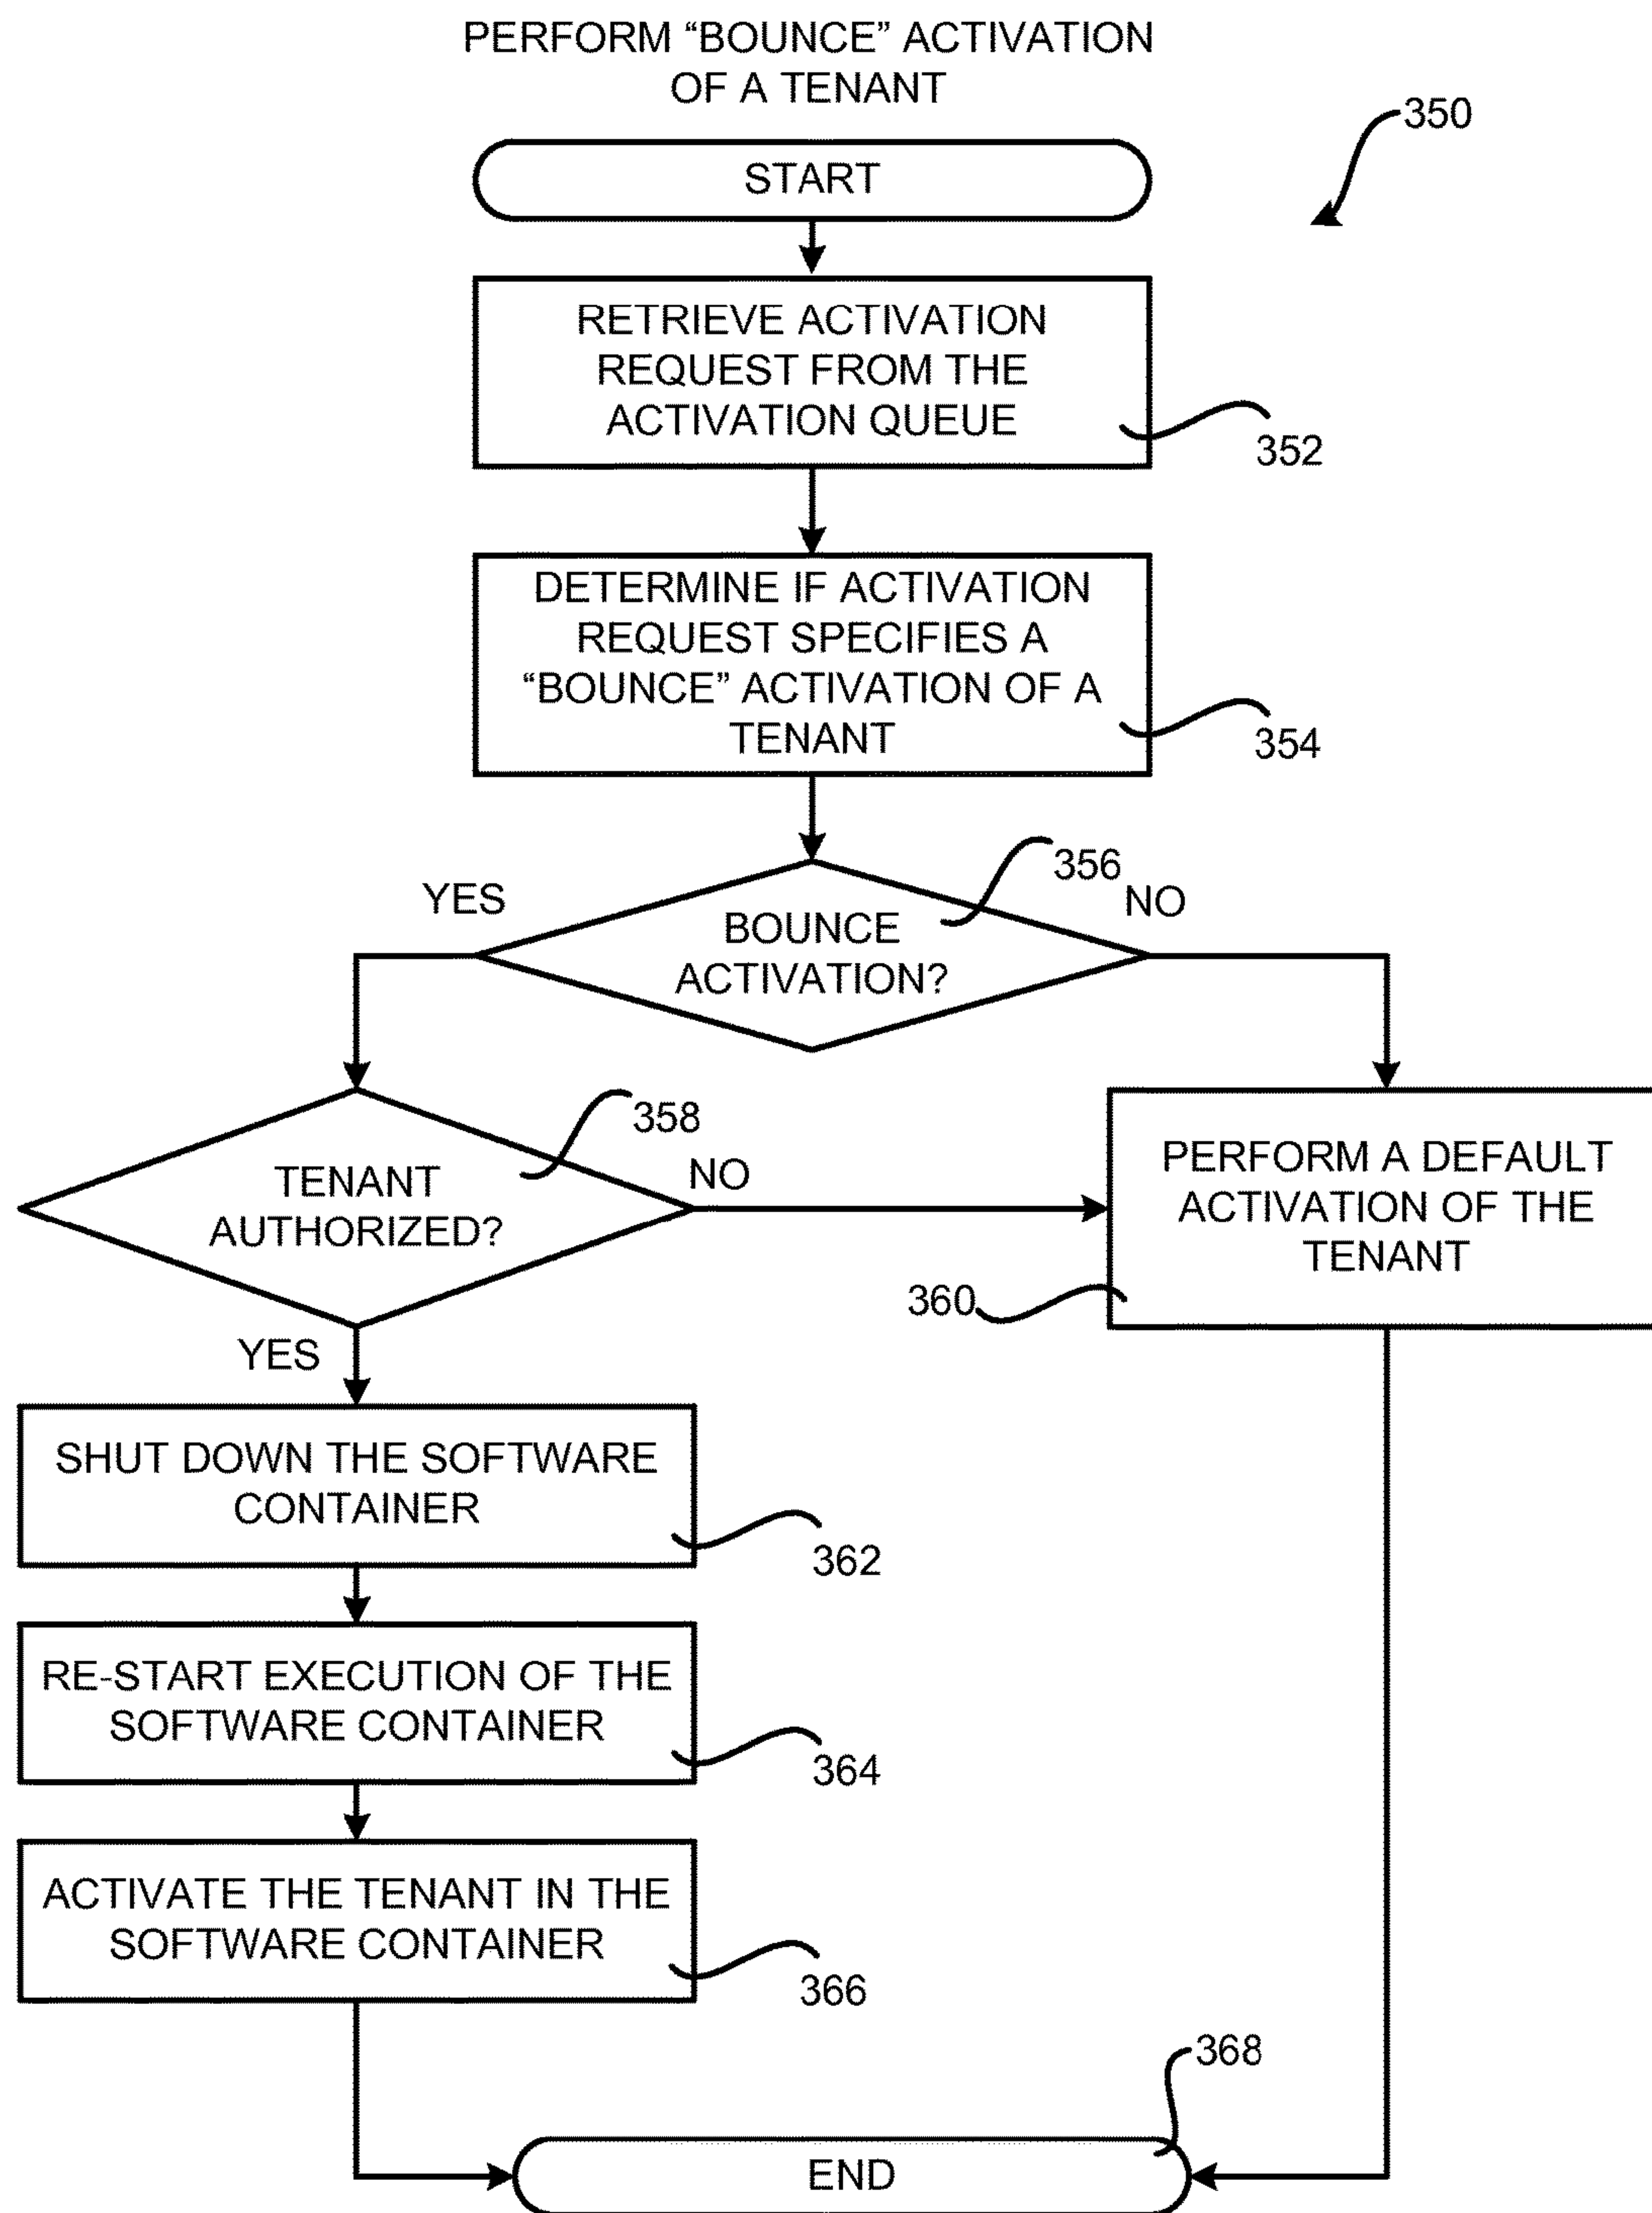 PERFORM “BOUNCE” ACTIVATION
OF A TENANT
350
START
RETRIEVE ACTIVATION
REQUEST FROM THE
ACTIVATION QUEUE
352
DETERMINE IF ACTIVATION
REQUEST SPECIFIES A
“BOUNCE” ACTIVATION OF A
TENANT
354
356
YES
NO
BOUNCE
ACTIVATION?
358
NO
TENANT
AUTHORIZED?
PERFORM A DEFAULT
ACTIVATION OF THE
TENANT
360
YES
SHUT DOWN THE SOFTWARE
CONTAINER
362
RE-START EXECUTION OF THE
SOFTWARE CONTAINER
364
ACTIVATE THE TENANT IN THE
SOFTWARE CONTAINER
366
368
END